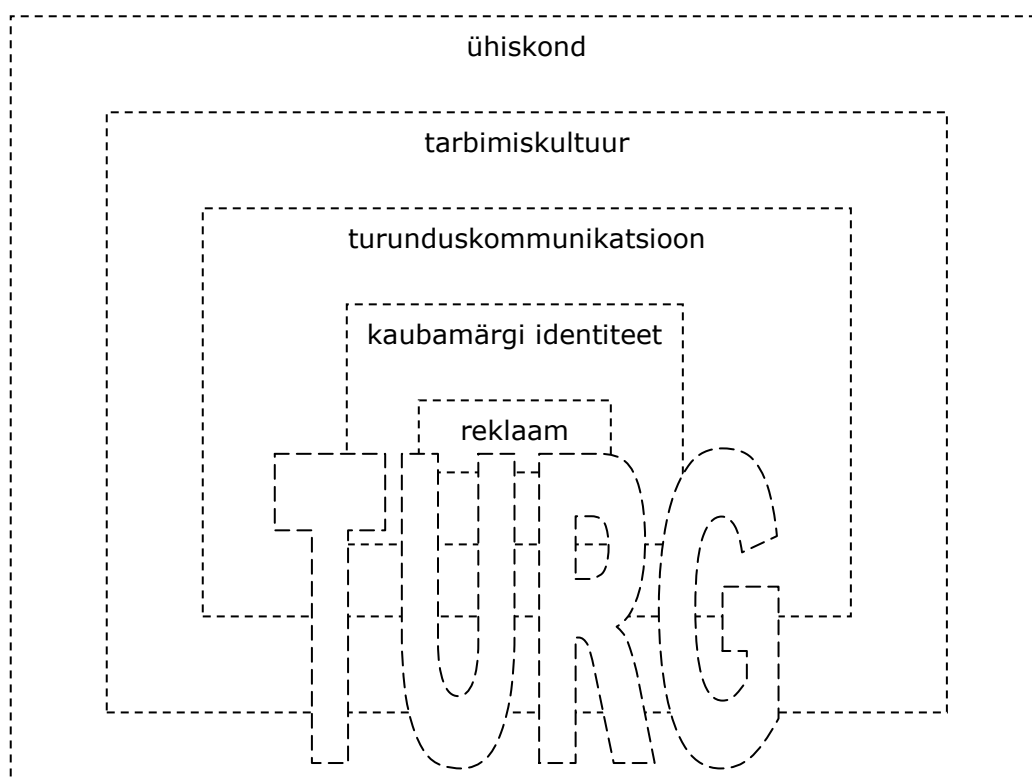 ühiskond
tarbimiskultuur
turunduskommunikatsioon
kaubamärgi identiteet
reklaam
TURG